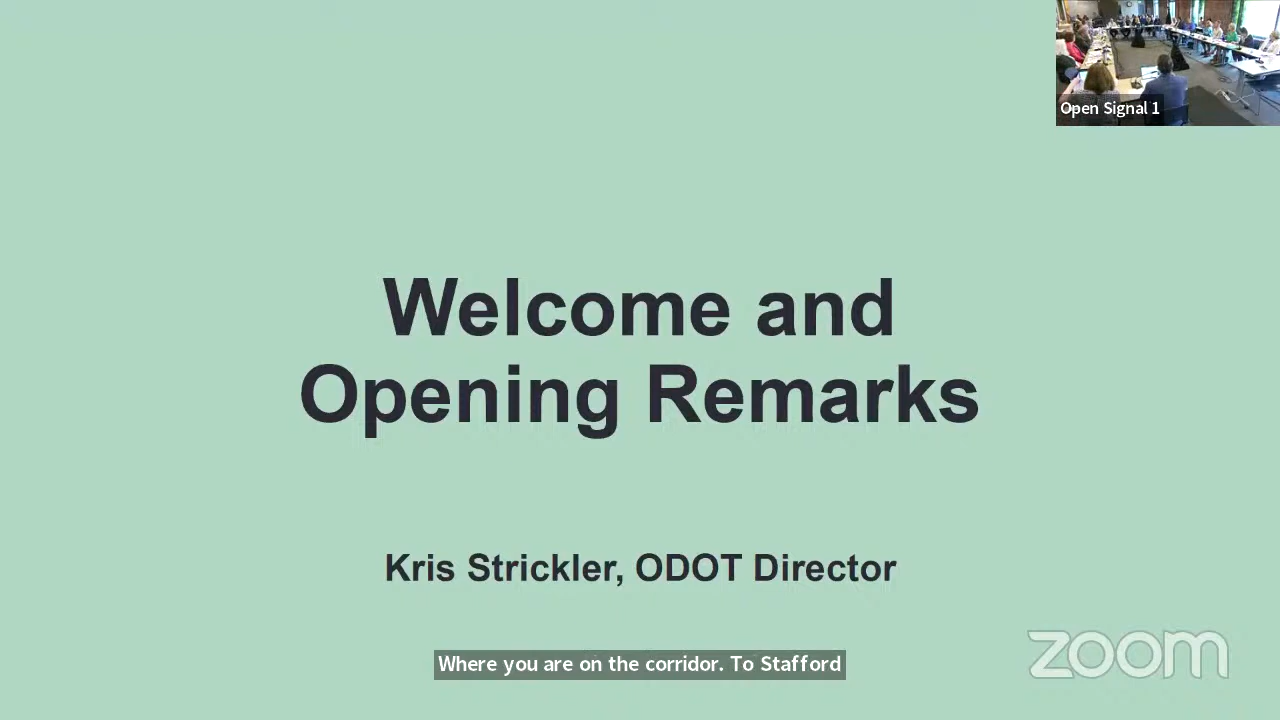 Open Signal 1
Welcome and
Opening Remarks
Kris Strickler, ODOT Director
Where you are on the corridor. To Stafford
zoom